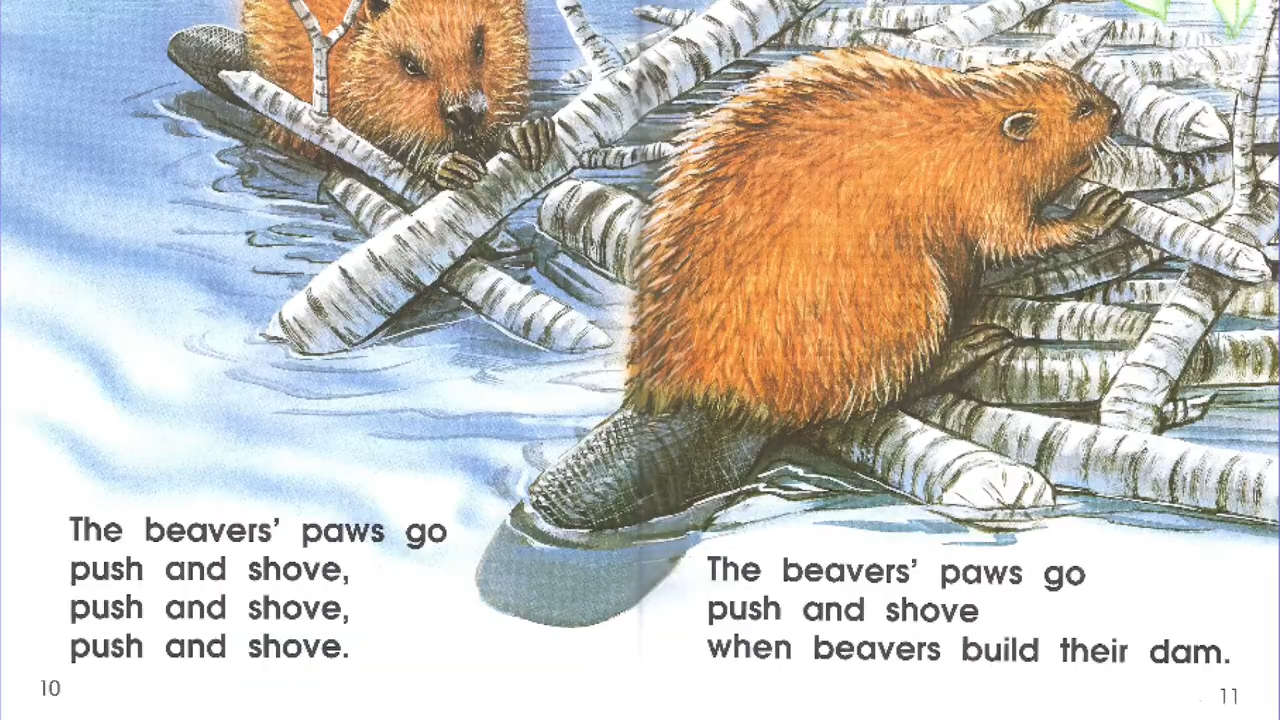 The beavers’ paws go
push and shove,
push and shove,
push and shove.
10
The beavers’ paws go
push and shove
when beavers build their dam.
11